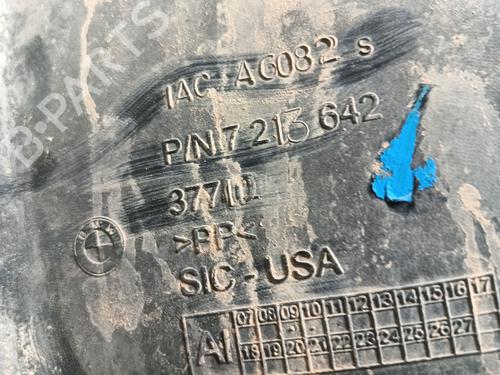 IAC A6082 s
P/N 7 213 642
>PP<
SIC-USA
AI
07 08 09 10 11 12 13 14 15 16 17
18 19 20 21 22 23 24 25 26 27
B-PARTS